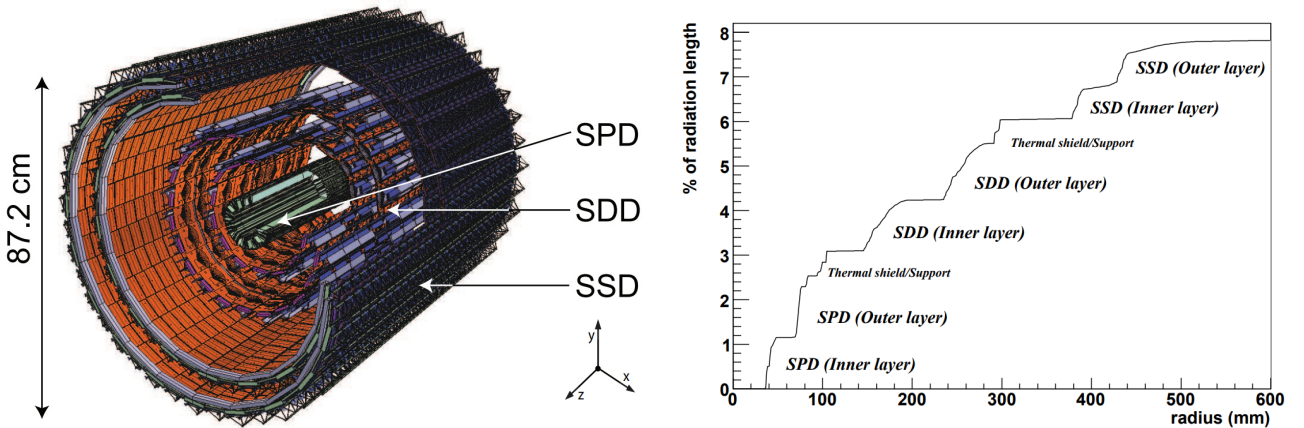 87.2 cm
SPD
SDD
SSD
y
x
z
% of radiation length
8
7
6
5
4
3
2
1
0
SSD (Outer layer)
SSD (Inner layer)
Thermal shield/Support
SDD (Outer layer)
SDD (Inner layer)
Thermal shield/Support
SPD (Outer layer)
SPD (Inner layer)
0 100 200 300 400 500 600
radius (mm)